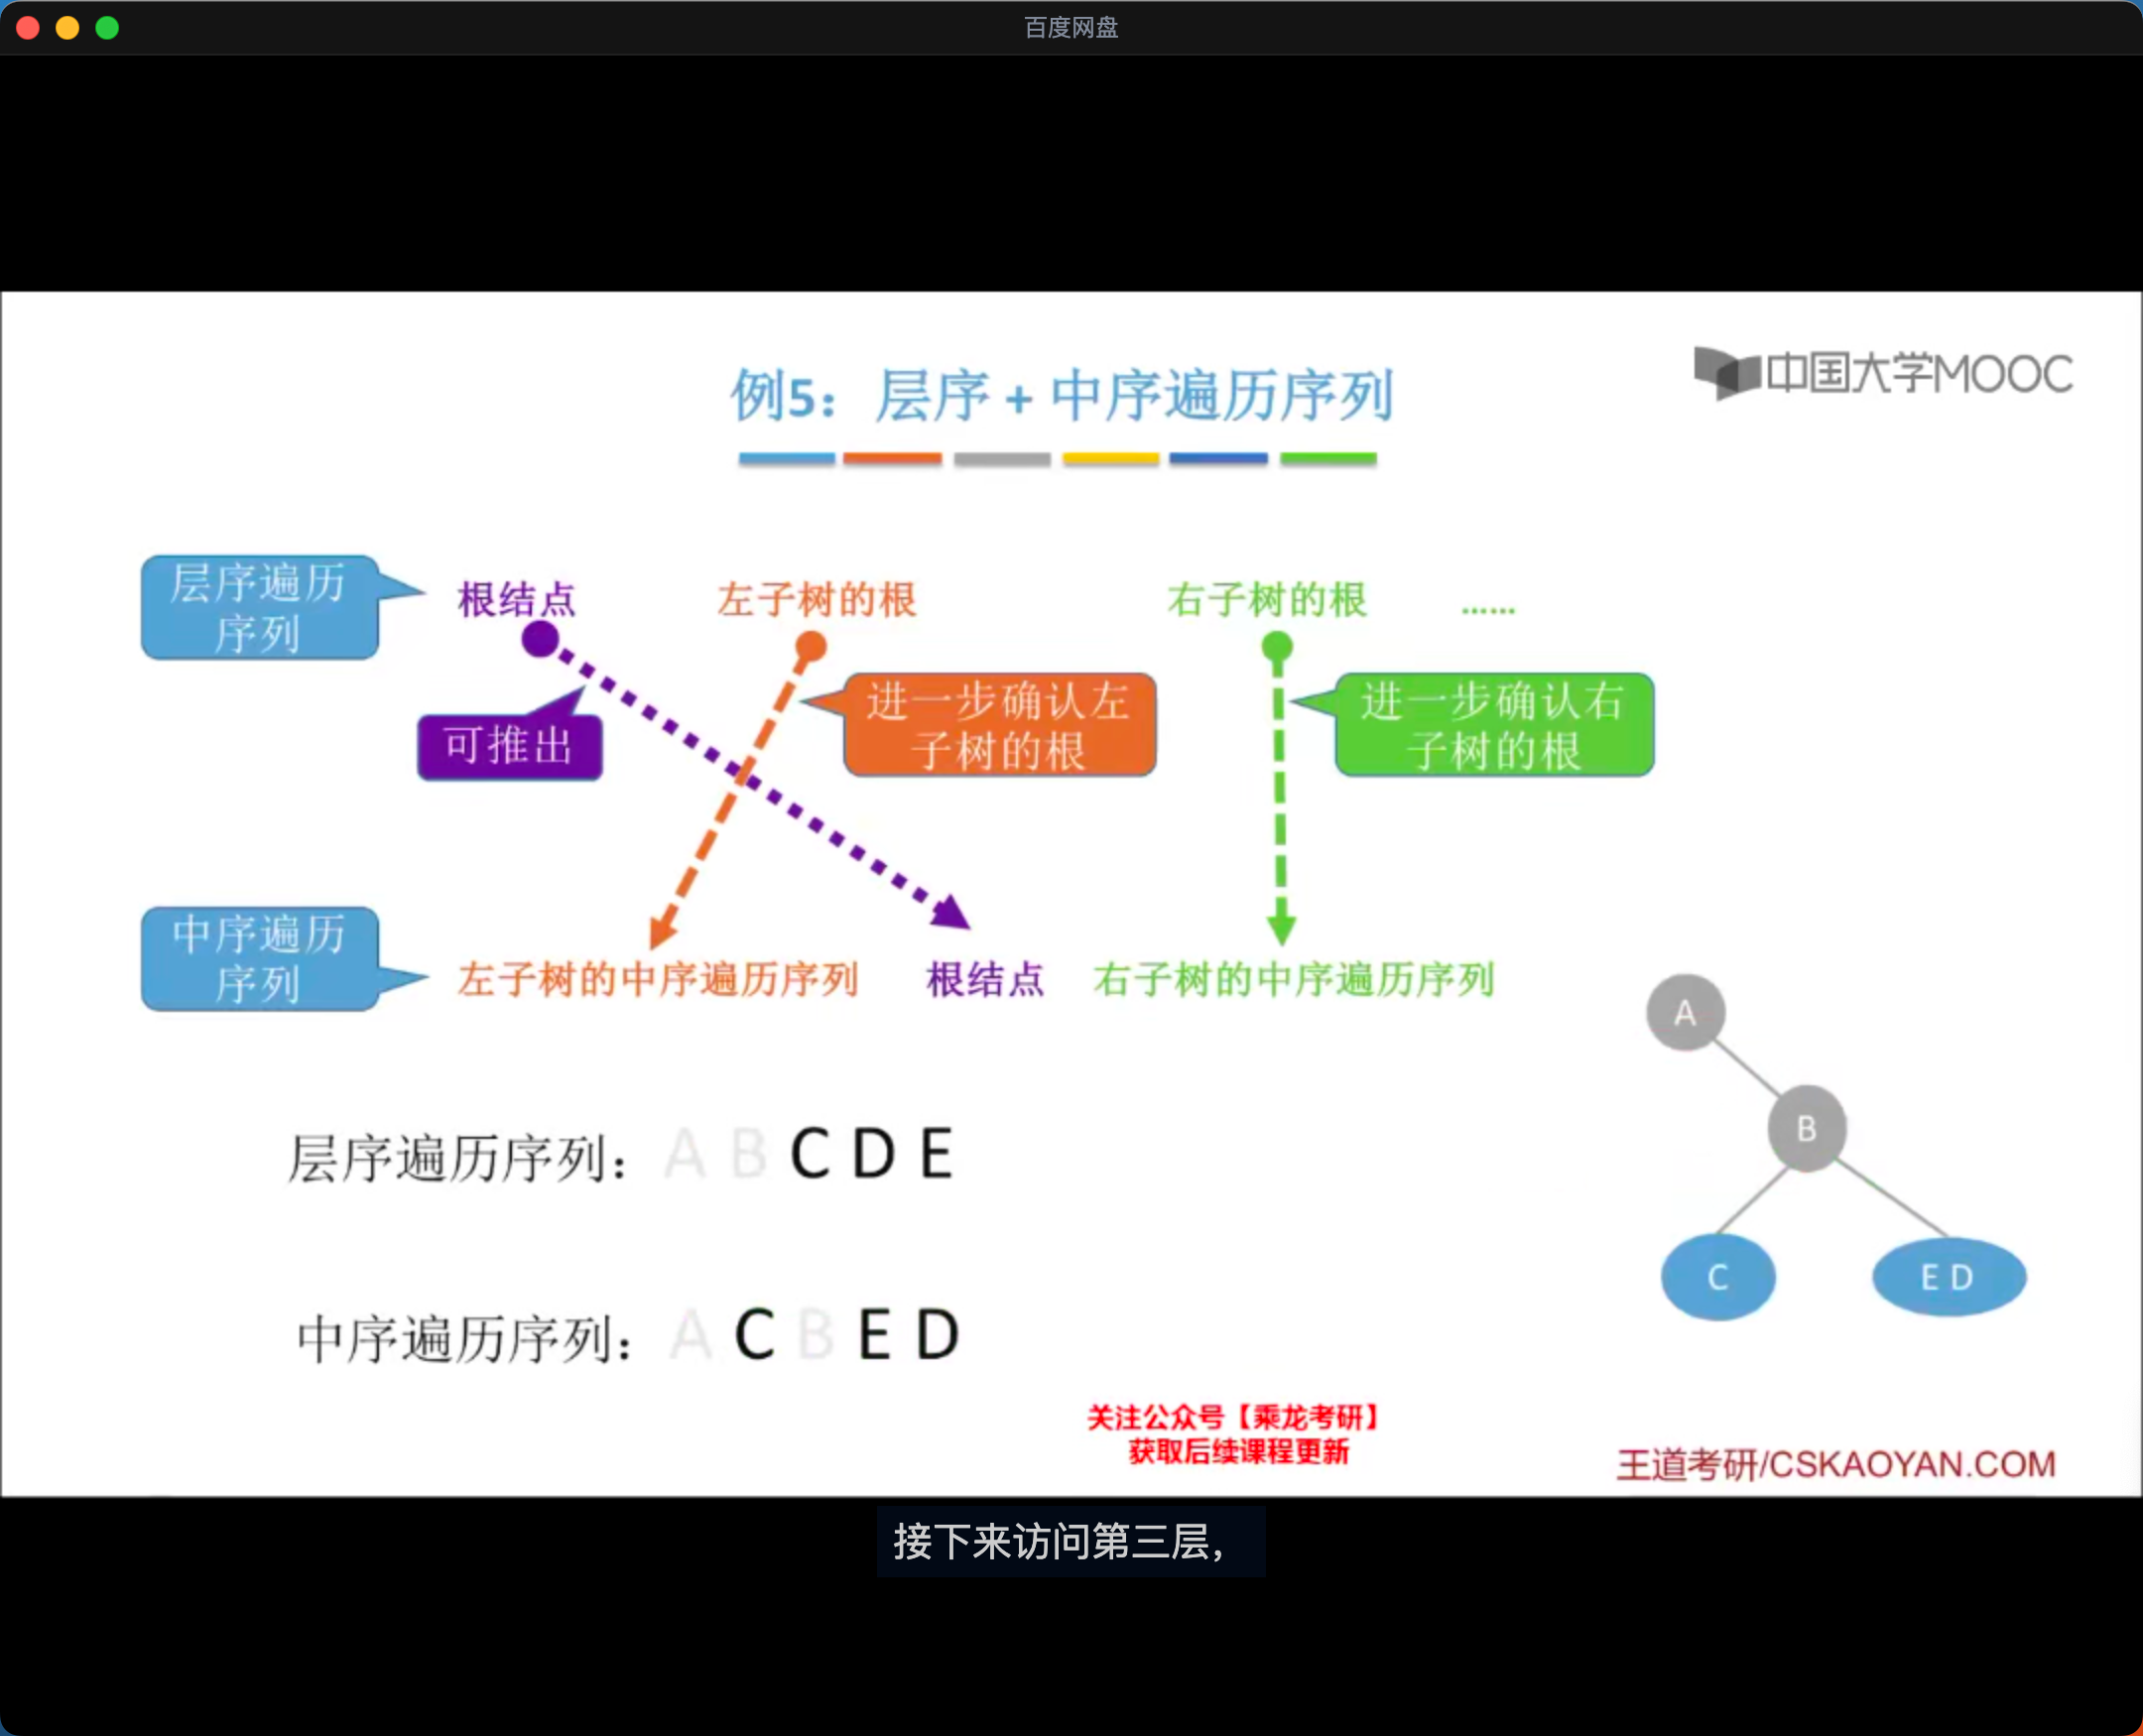 百度网盘
中国大学MOOC
例5：层序 + 中序遍历序列
层序遍历
序列
根结点
左子树的根
右子树的根
......
可推出
进一步确认左
子树的根
进一步确认右
子树的根
中序遍历
序列
左子树的中序遍历序列
根结点
右子树的中序遍历序列
A
B
C
E D
层序遍历序列：A B C D E
中序遍历序列：A C B E D
关注公众号【乘龙考研】
获取后续课程更新
王道考研/CSKAOYAN.COM
接下来访问第三层，